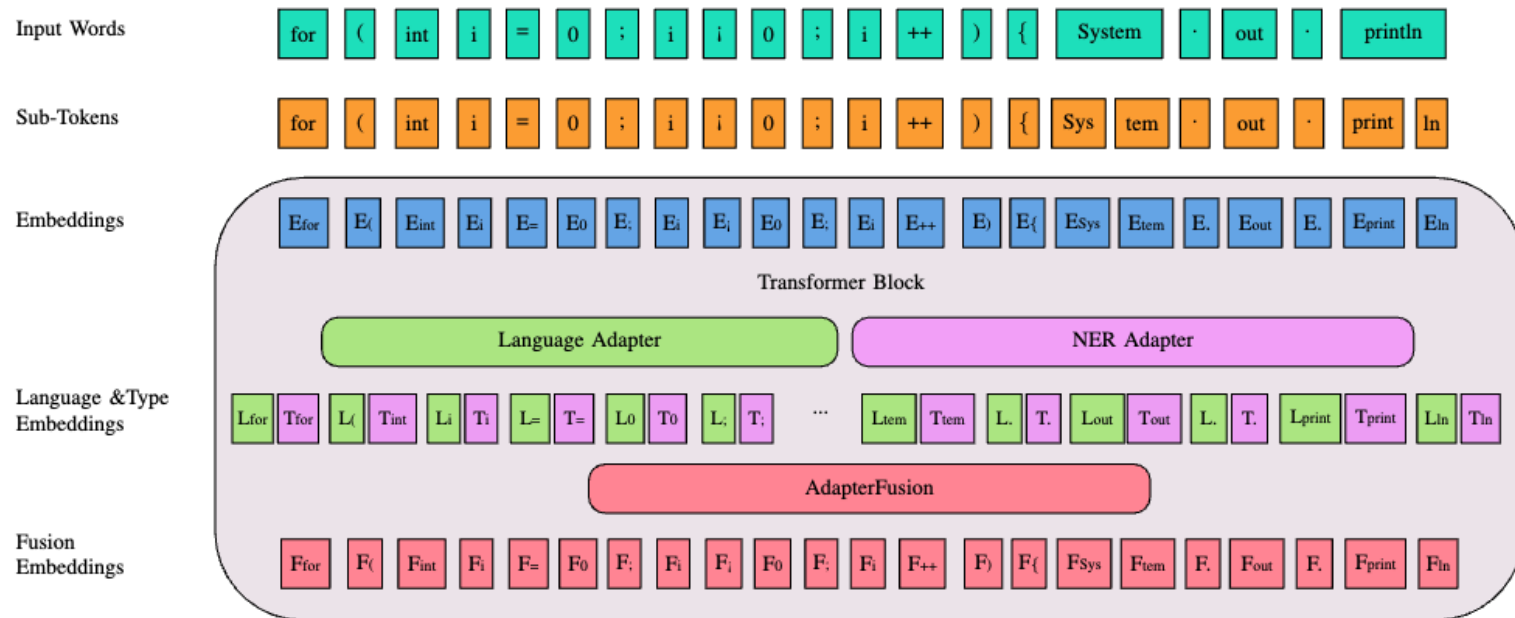 Input Words for ( int i = 0 ; i ¡ 0 ; i ++ ) { System . out . println
Sub-Tokens for ( int i = 0 ; i ¡ 0 ; i ++ ) { Sys tem . out . print ln
Embeddings Efor E( Eint Ei E= E0 E; Ei E¡ E0 E; Ei E++ E) E{ ESys Etem E. Eout E. Eprint Eln
Transformer Block
Language Adapter NER Adapter
Language &Type
Embeddings
Lfor Tfor L( Tint Li Ti L= T= L0 T0 L; T; ... Ltem Ttem L. T. Lout Tout L. T. Lprint Tprint Lln Tln
AdapterFusion
Fusion
Embeddings
Ffor F( Fint Fi F= F0 F; Fi F¡ F0 F; Fi F++ F) F{ FSys Ftem F. Fout F. Fprint Fln